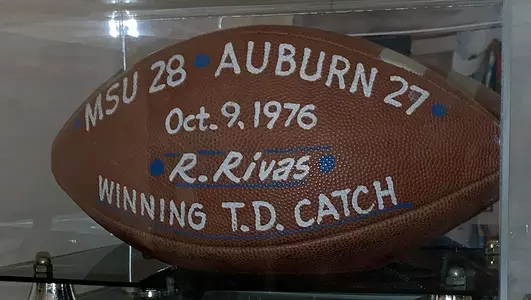 MSU 28 • AUBURN 27
Oct. 9, 1976
• R. Rivas •
WINNING T.D. CATCH